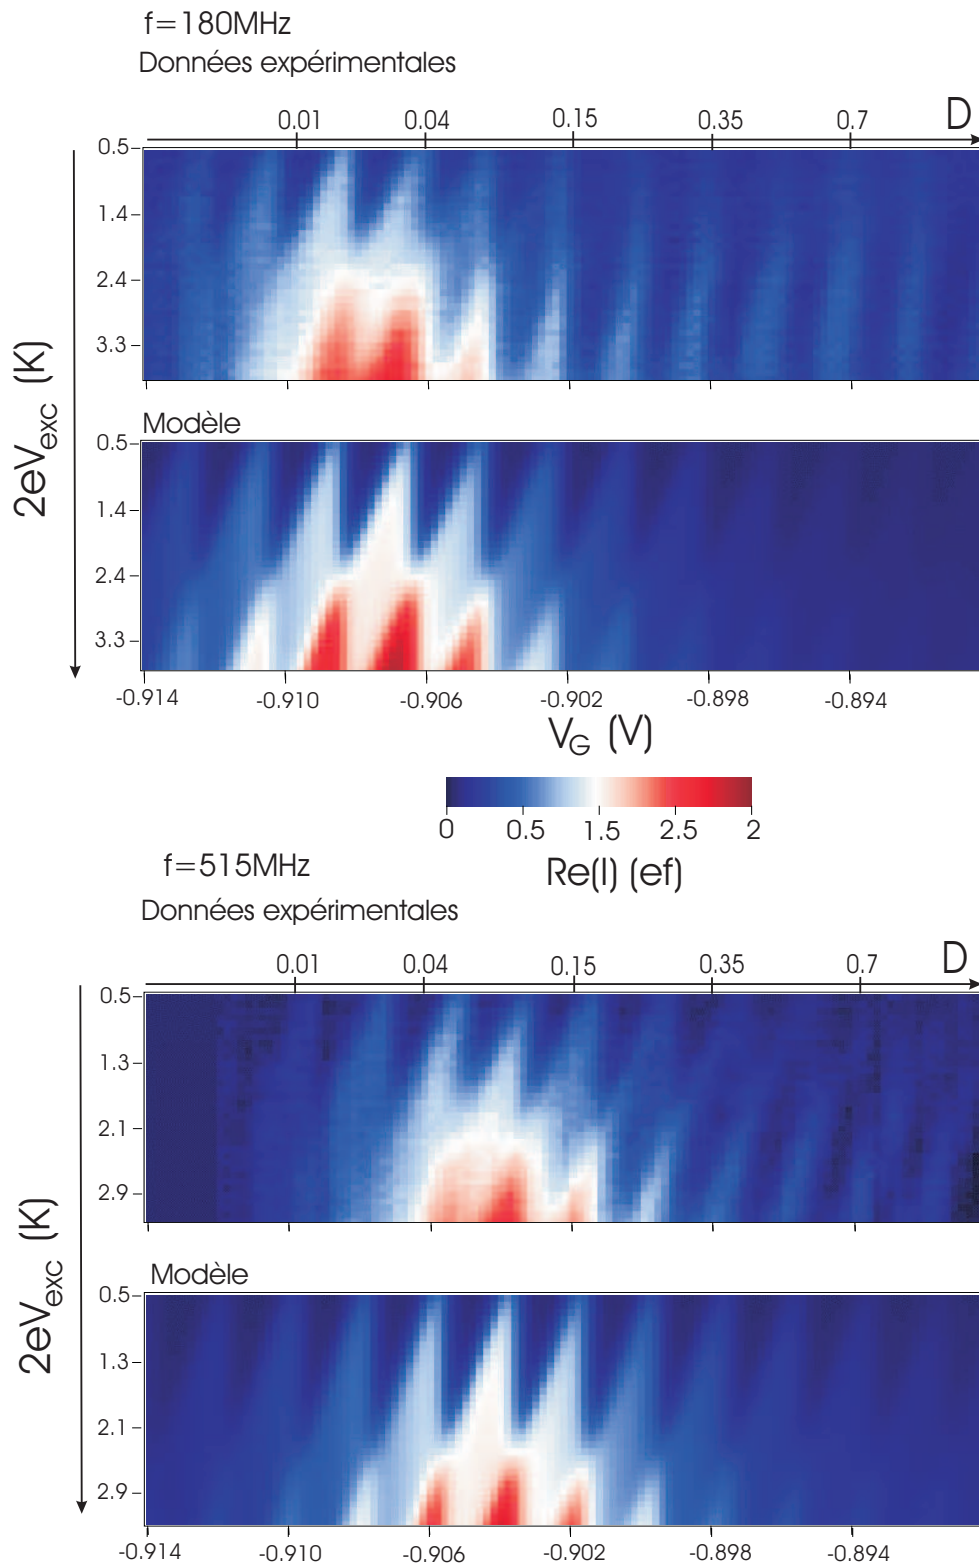 f=180MHz
Données expérimentales
0.01 0.04 0.15 0.35 0.7 D
0.5
1.4
2.4
3.3
2eVexc (K)
Modèle
0.5
1.4
2.4
3.3
-0.914 -0.910 -0.906 -0.902 -0.898 -0.894
VG (V)
0 0.5 1.5 2.5 2
Re(I) (ef)
f=515MHz
Données expérimentales
0.01 0.04 0.15 0.35 0.7 D
0.5
1.3
2.1
2.9
2eVexc (K)
Modèle
0.5
1.3
2.1
2.9
-0.914 -0.910 -0.906 -0.902 -0.898 -0.894